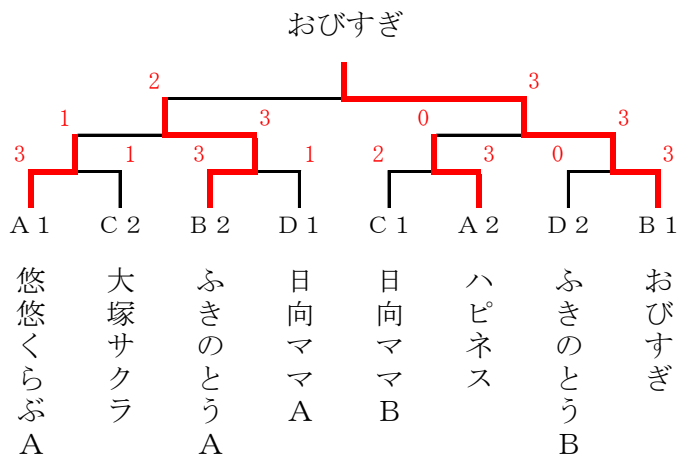 おびすぎ
2 3
1 3 0 3
3 1 3 1 2 3 0 3
A1 C2 B2 D1 C1 A2 D2 B1
悠悠くらぶA
大塚サクラ
ふきのとうA
日向ママA
日向ママB
ハピネス
ふきのとうB
おびすぎ